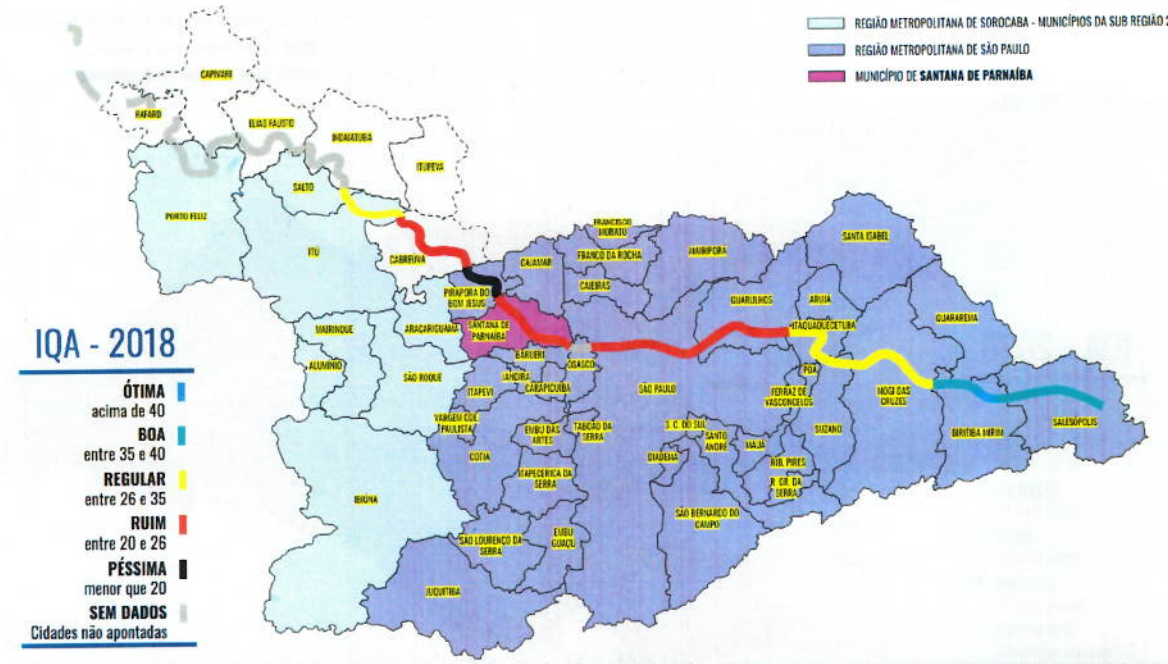 REGIÃO METROPOLITANA DE SOROCABA - MUNICÍPIOS DA SUB REGIÃO 2
REGIÃO METROPOLITANA DE SÃO PAULO
MUNICÍPIO DE SANTANA DE PARNAÍBA
CAPIVARI
RAFARD
ELIAS FAUSTO
INDAIATUBA
ITUPEVA
SALTO
PORTO FELIZ
ITÚ
CABREÚVA
FRANCISCO
MORATO
FRANCO DA ROCHA
MAIRIPORÃ
SANTA ISABEL
CAJAMAR
CAIEIRAS
PIRAPORA DO
BOM JESUS
GUARULHOS
ARUJÁ
GUARAREMA
ITAQUAQUECETUBA
SANTANA DE
PARNAÍBA
ARAÇARIGUAMA
MAIRINQUE
ALUMÍNIO
SÃO ROQUE
BARUERI
OSASCO
JANDIRA
CARAPICUÍBA
ITAPEVI
SÃO PAULO
POÁ
FERRAZ DE
VASCONCELOS
MOGI DAS
CRUZES
BIRITIBA MIRIM
SALESÓPOLIS
VARGEM GDE.
PAULISTA
EMBU DAS
ARTES
TABOÃO DA
SERRA
S. C. DO SUL
SANTO
ANDRÉ
MAUÁ
SUZANO
COTIA
DIADEMA
RIB. PIRES
ITAPECERICA DA
SERRA
R. GR. DA
SERRA
IBIÚNA
SÃO BERNARDO DO
CAMPO
SÃO LOURENÇO DA
SERRA
EMBU
GUAÇU
JUQUITIBA
IQA - 2018
ÓTIMA
acima de 40
BOA
entre 35 e 40
REGULAR
entre 26 e 35
RUIM
entre 20 e 26
PÉSSIMA
menor que 20
SEM DADOS
Cidades não apontadas